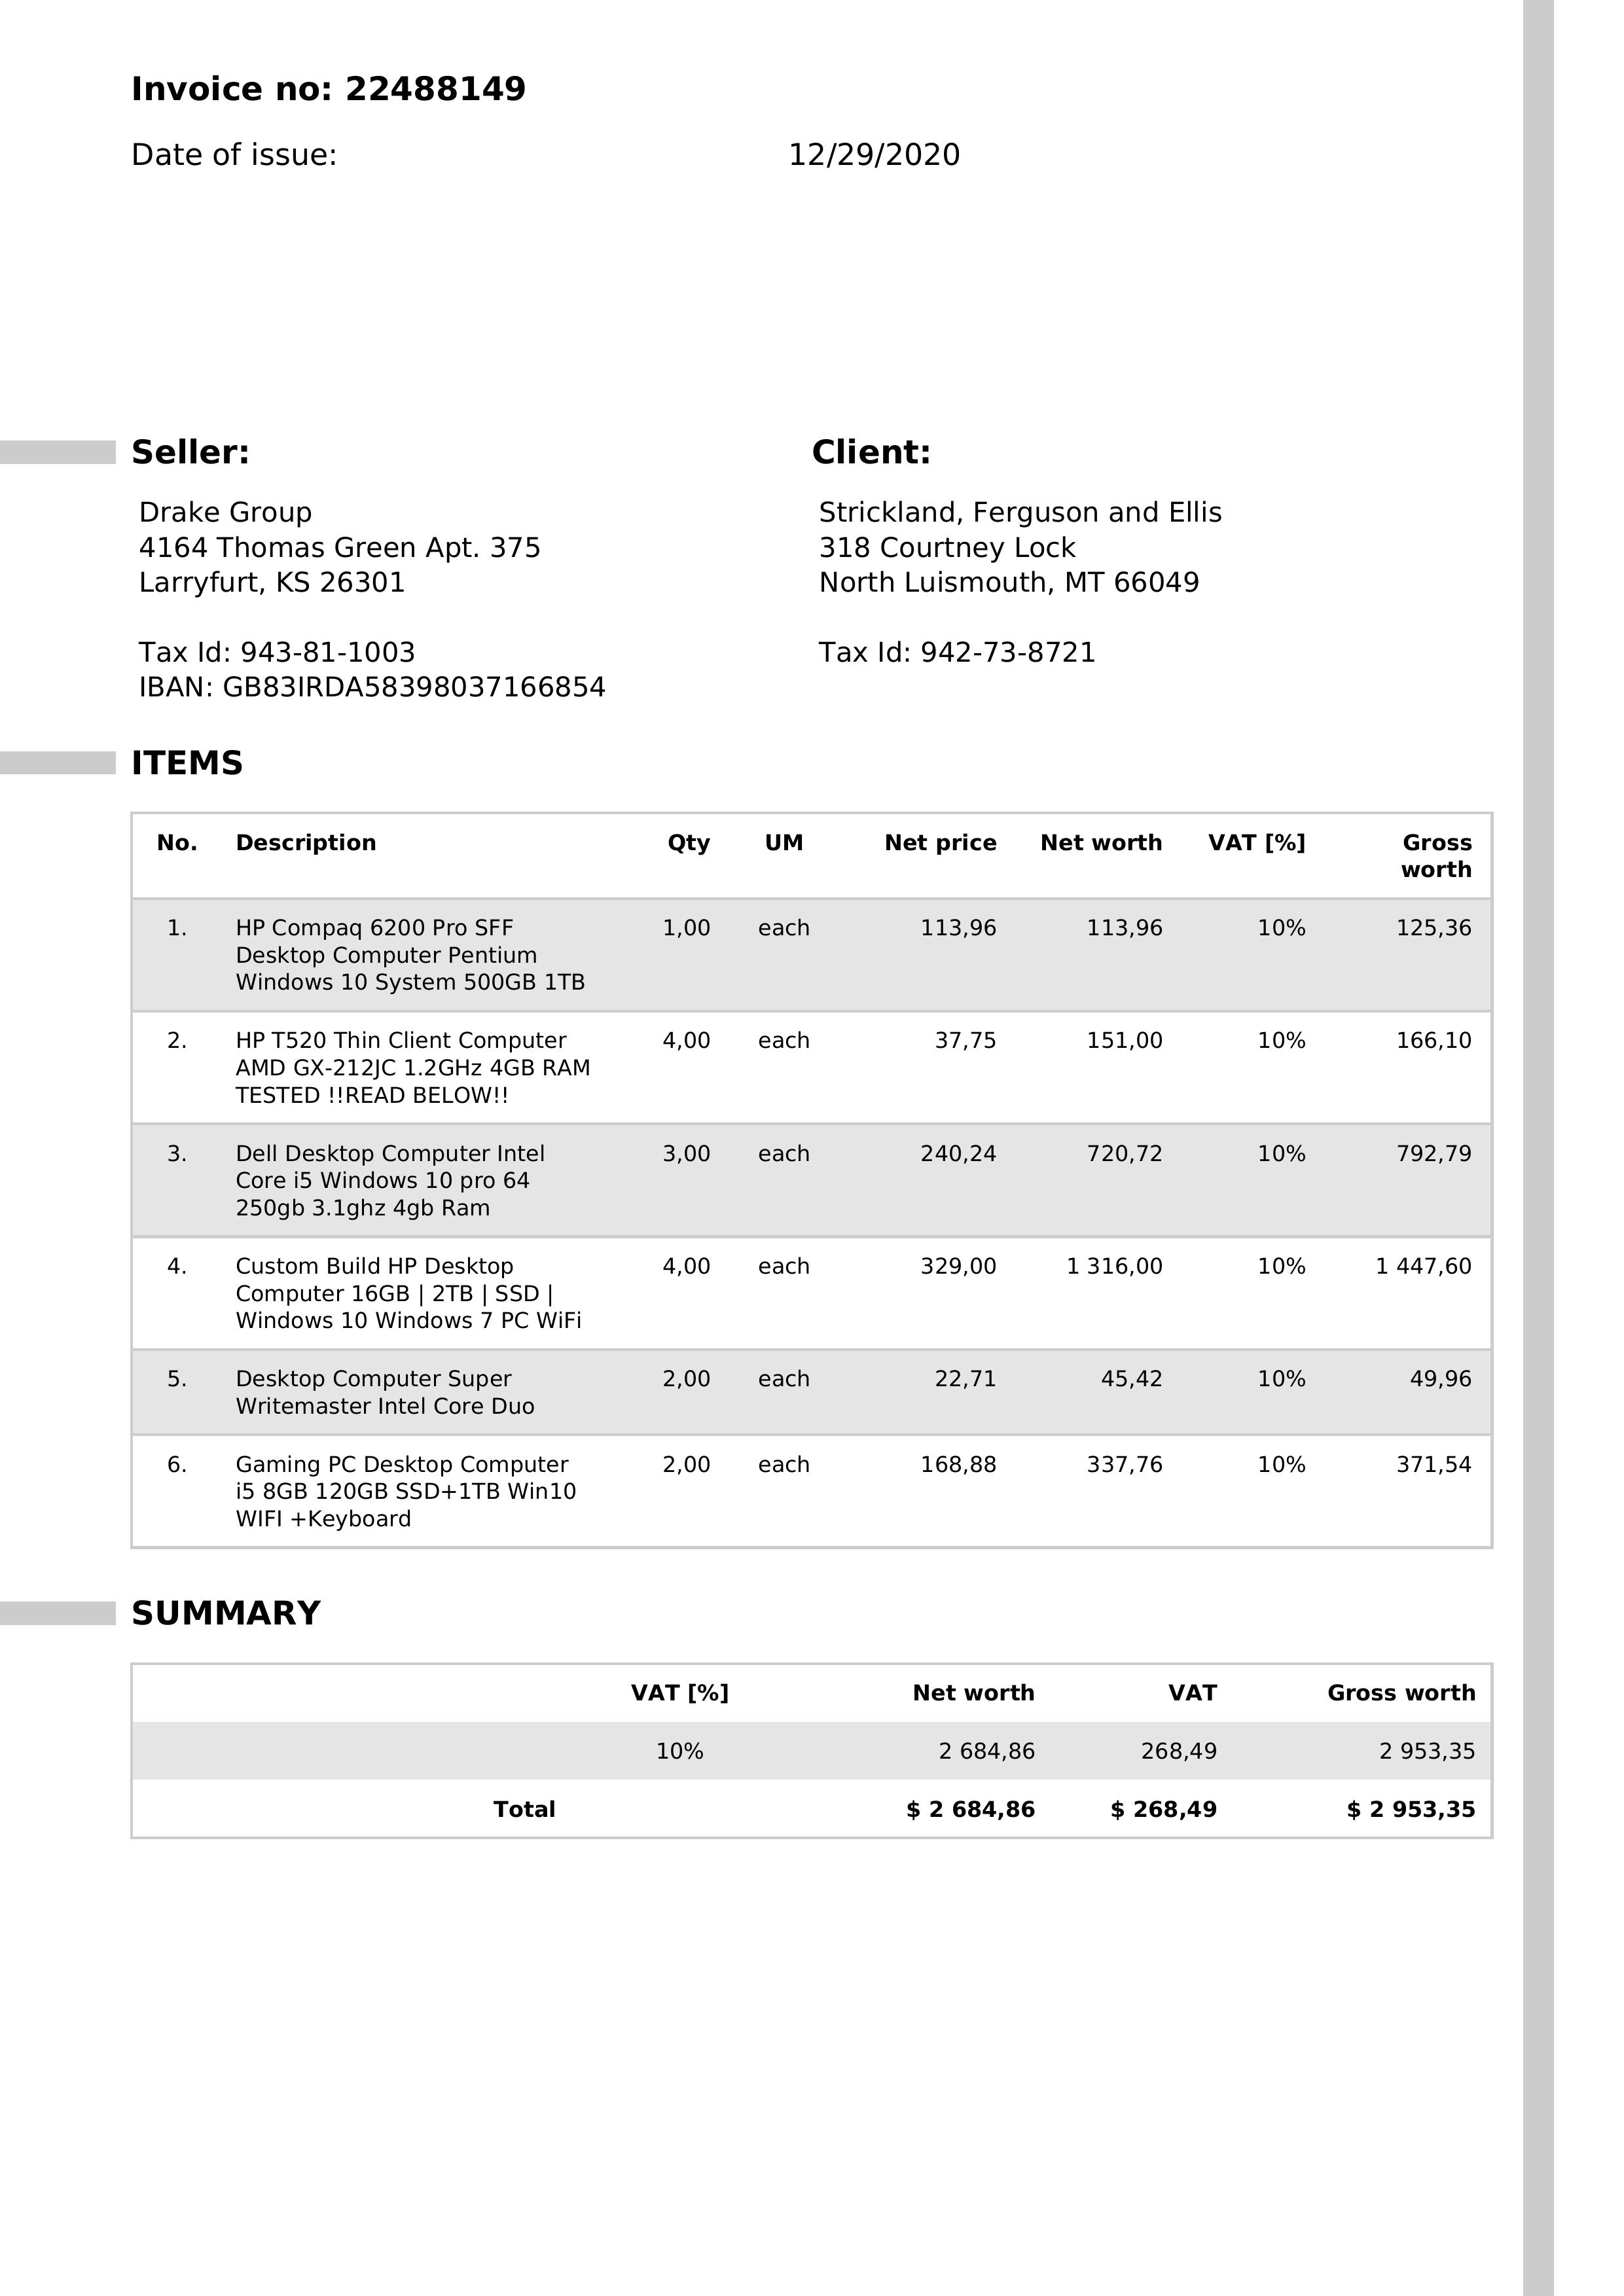 Invoice no: 22488149
Date of issue: 12/29/2020
Seller: Client:
Drake Group
4164 Thomas Green Apt. 375
Larryfurt, KS 26301
Tax Id: 943-81-1003
IBAN: GB83IRDA58398037166854
Strickland, Ferguson and Ellis
318 Courtney Lock
North Luismouth, MT 66049
Tax Id: 942-73-8721
ITEMS
No. Description Qty UM Net price Net worth VAT [%] Gross
worth
1. HP Compaq 6200 Pro SFF 1,00 each 113,96 113,96 10% 125,36
Desktop Computer Pentium
Windows 10 System 500GB 1TB
2. HP T520 Thin Client Computer 4,00 each 37,75 151,00 10% 166,10
AMD GX-212JC 1.2GHz 4GB RAM
TESTED !!READ BELOW!!
3. Dell Desktop Computer Intel 3,00 each 240,24 720,72 10% 792,79
Core i5 Windows 10 pro 64
250gb 3.1ghz 4gb Ram
4. Custom Build HP Desktop 4,00 each 329,00 1 316,00 10% 1 447,60
Computer 16GB | 2TB | SSD |
Windows 10 Windows 7 PC WiFi
5. Desktop Computer Super 2,00 each 22,71 45,42 10% 49,96
Writemaster Intel Core Duo
6. Gaming PC Desktop Computer 2,00 each 168,88 337,76 10% 371,54
i5 8GB 120GB SSD+1TB Win10
WIFI +Keyboard
SUMMARY
VAT [%] Net worth VAT Gross worth
10% 2 684,86 268,49 2 953,35
Total $ 2 684,86 $ 268,49 $ 2 953,35